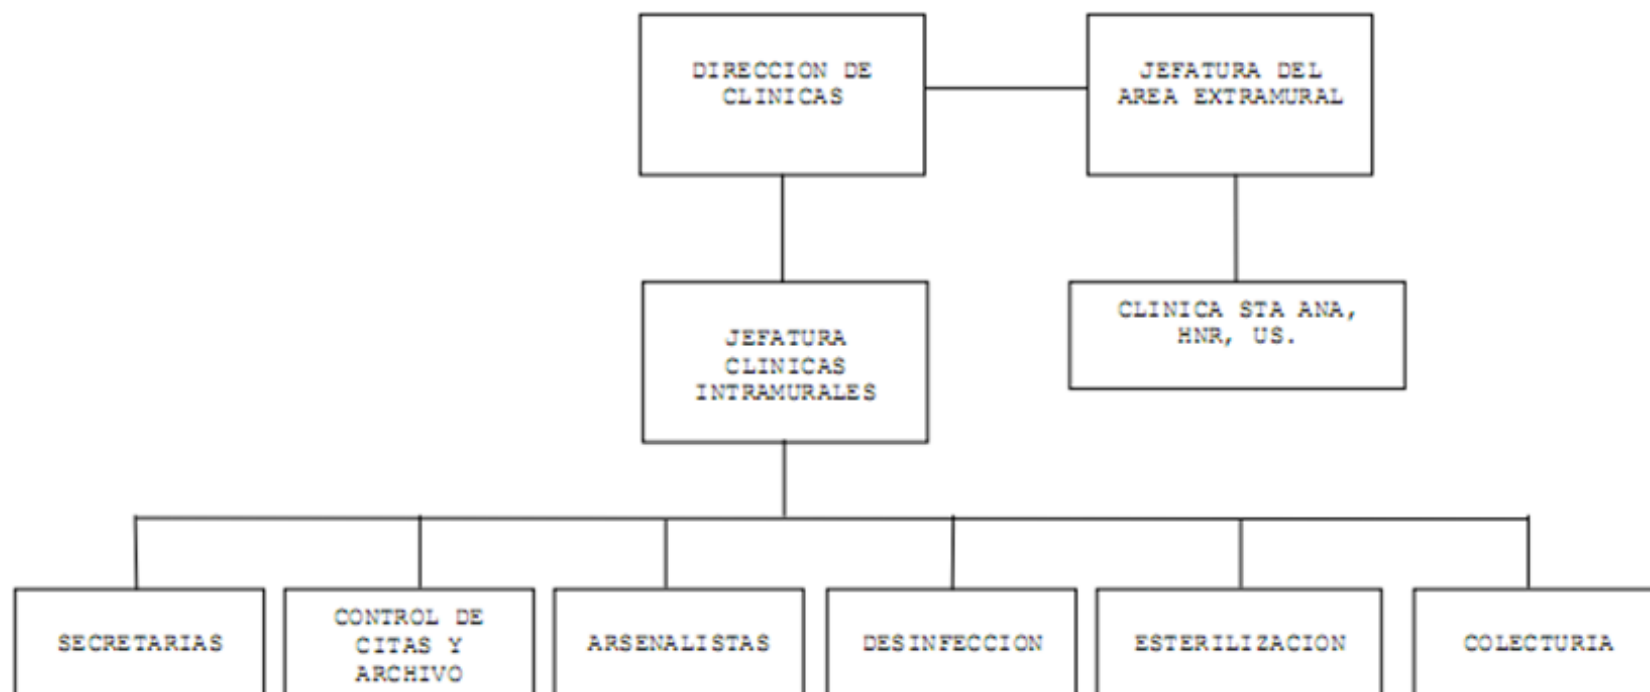 DIRECCION DE
CLINICAS
JEFATURA DEL
AREA EXTRAMURAL
JEFATURA
CLINICAS
INTRAMURALES
CLINICA STA ANA,
HNR, US.
SECRETARIAS
CONTROL DE
CITAS Y
ARCHIVO
ARSENALISTAS
DESINFECCION
ESTERILIZACION
COLECTURIA